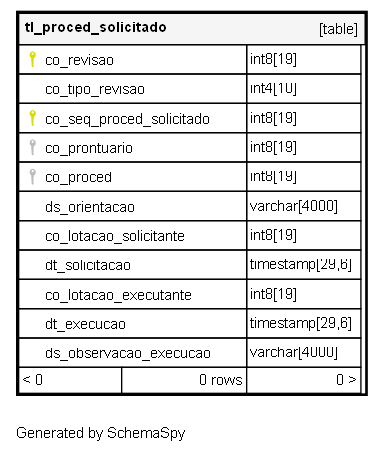 tl_proced_solicitado [table]
co_revisao int8[19]
co_tipo_revisao int4[10]
co_seq_proced_solicitado int8[19]
co_prontuario int8[19]
co_proced int8[19]
ds_orientacao varchar[4000]
co_lotacao_solicitante int8[19]
dt_solicitacao timestamp[29,6]
co_lotacao_executante int8[19]
dt_execucao timestamp[29,6]
ds_observacao_execucao varchar[4000]
< 0 0 rows 0 >
Generated by SchemaSpy